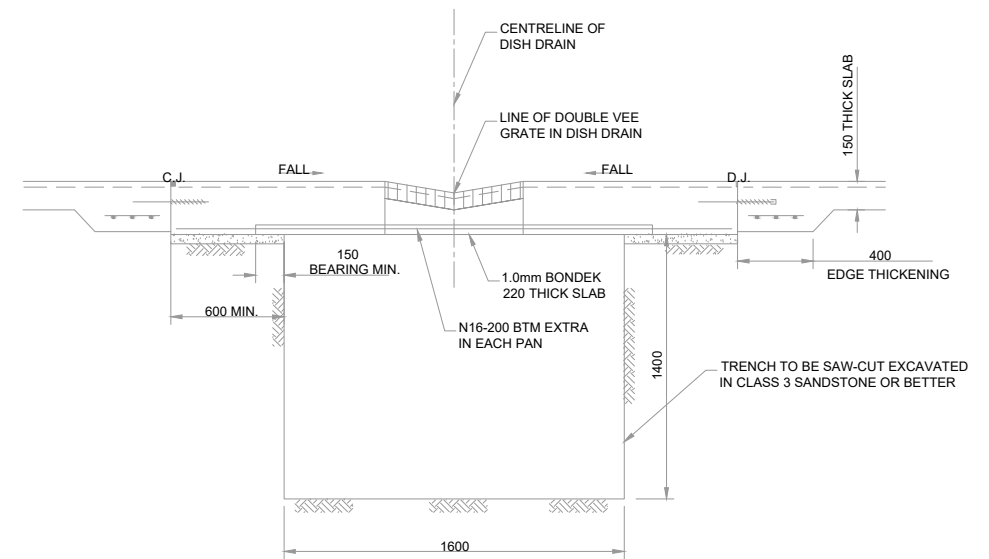 CENTRELINE OF
DISH DRAIN
LINE OF DOUBLE VEE
GRATE IN DISH DRAIN
150 THICK SLAB
C.J.
FALL
FALL
D.J.
150
BEARING MIN.
400
EDGE THICKENING
1.0mm BONDEK
220 THICK SLAB
600 MIN.
N16-200 BTM EXTRA
IN EACH PAN
1400
TRENCH TO BE SAW-CUT EXCAVATED
IN CLASS 3 SANDSTONE OR BETTER
1600